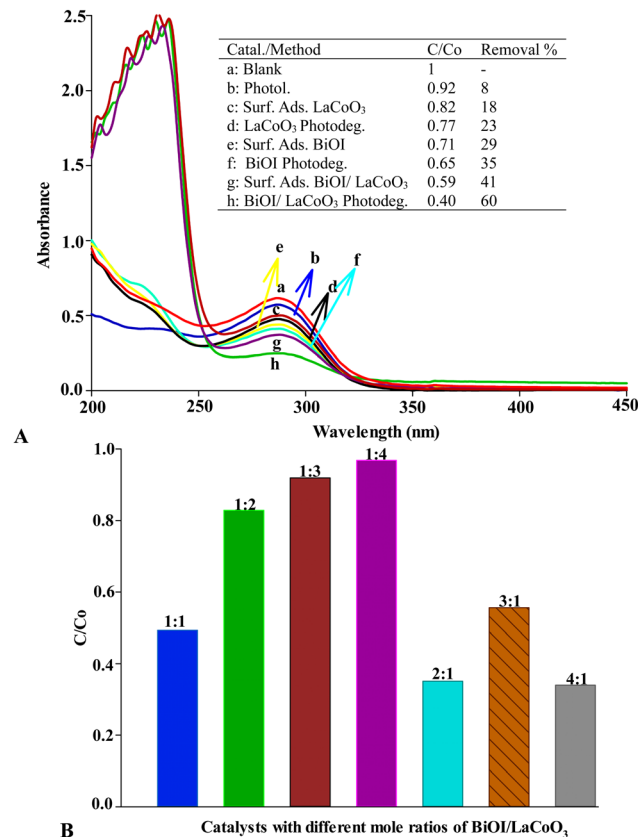 A
2.5
2.0
1.5
1.0
0.5
0.0
Absorbance
Catal./Method C/Co Removal %
a: Blank 1 -
b: Photol. 0.92 8
c: Surf. Ads. LaCoO₃ 0.82 18
d: LaCoO₃ Photodeg. 0.77 23
e: Surf. Ads. BiOI 0.71 29
f: BiOI Photodeg. 0.65 35
g: Surf. Ads. BiOI/ LaCoO₃ 0.59 41
h: BiOI/ LaCoO₃ Photodeg. 0.40 60
e b f
a d
c
g
h
200 250 300 350 400 450
Wavelength (nm)
A
1.0
0.8
0.6
0.4
0.2
0.0
C/Co
1:1
1:2
1:3
1:4
2:1
3:1
4:1
B
Catalysts with different mole ratios of BiOI/LaCoO₃